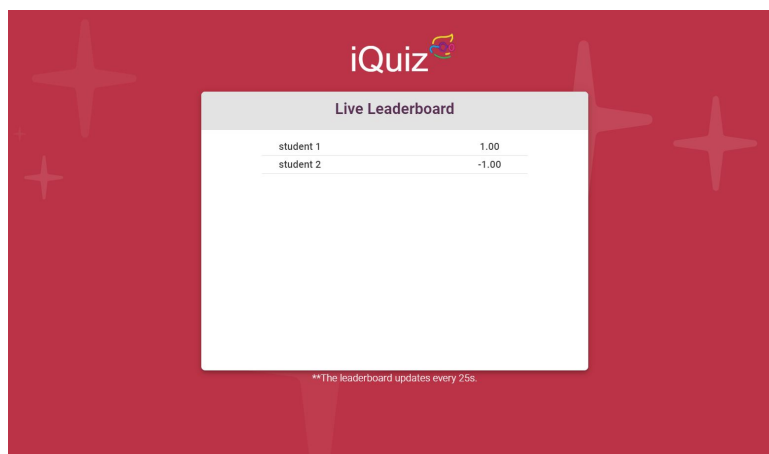 iQuiz
Live Leaderboard
student 1 1.00
student 2 -1.00
**The leaderboard updates every 25s.